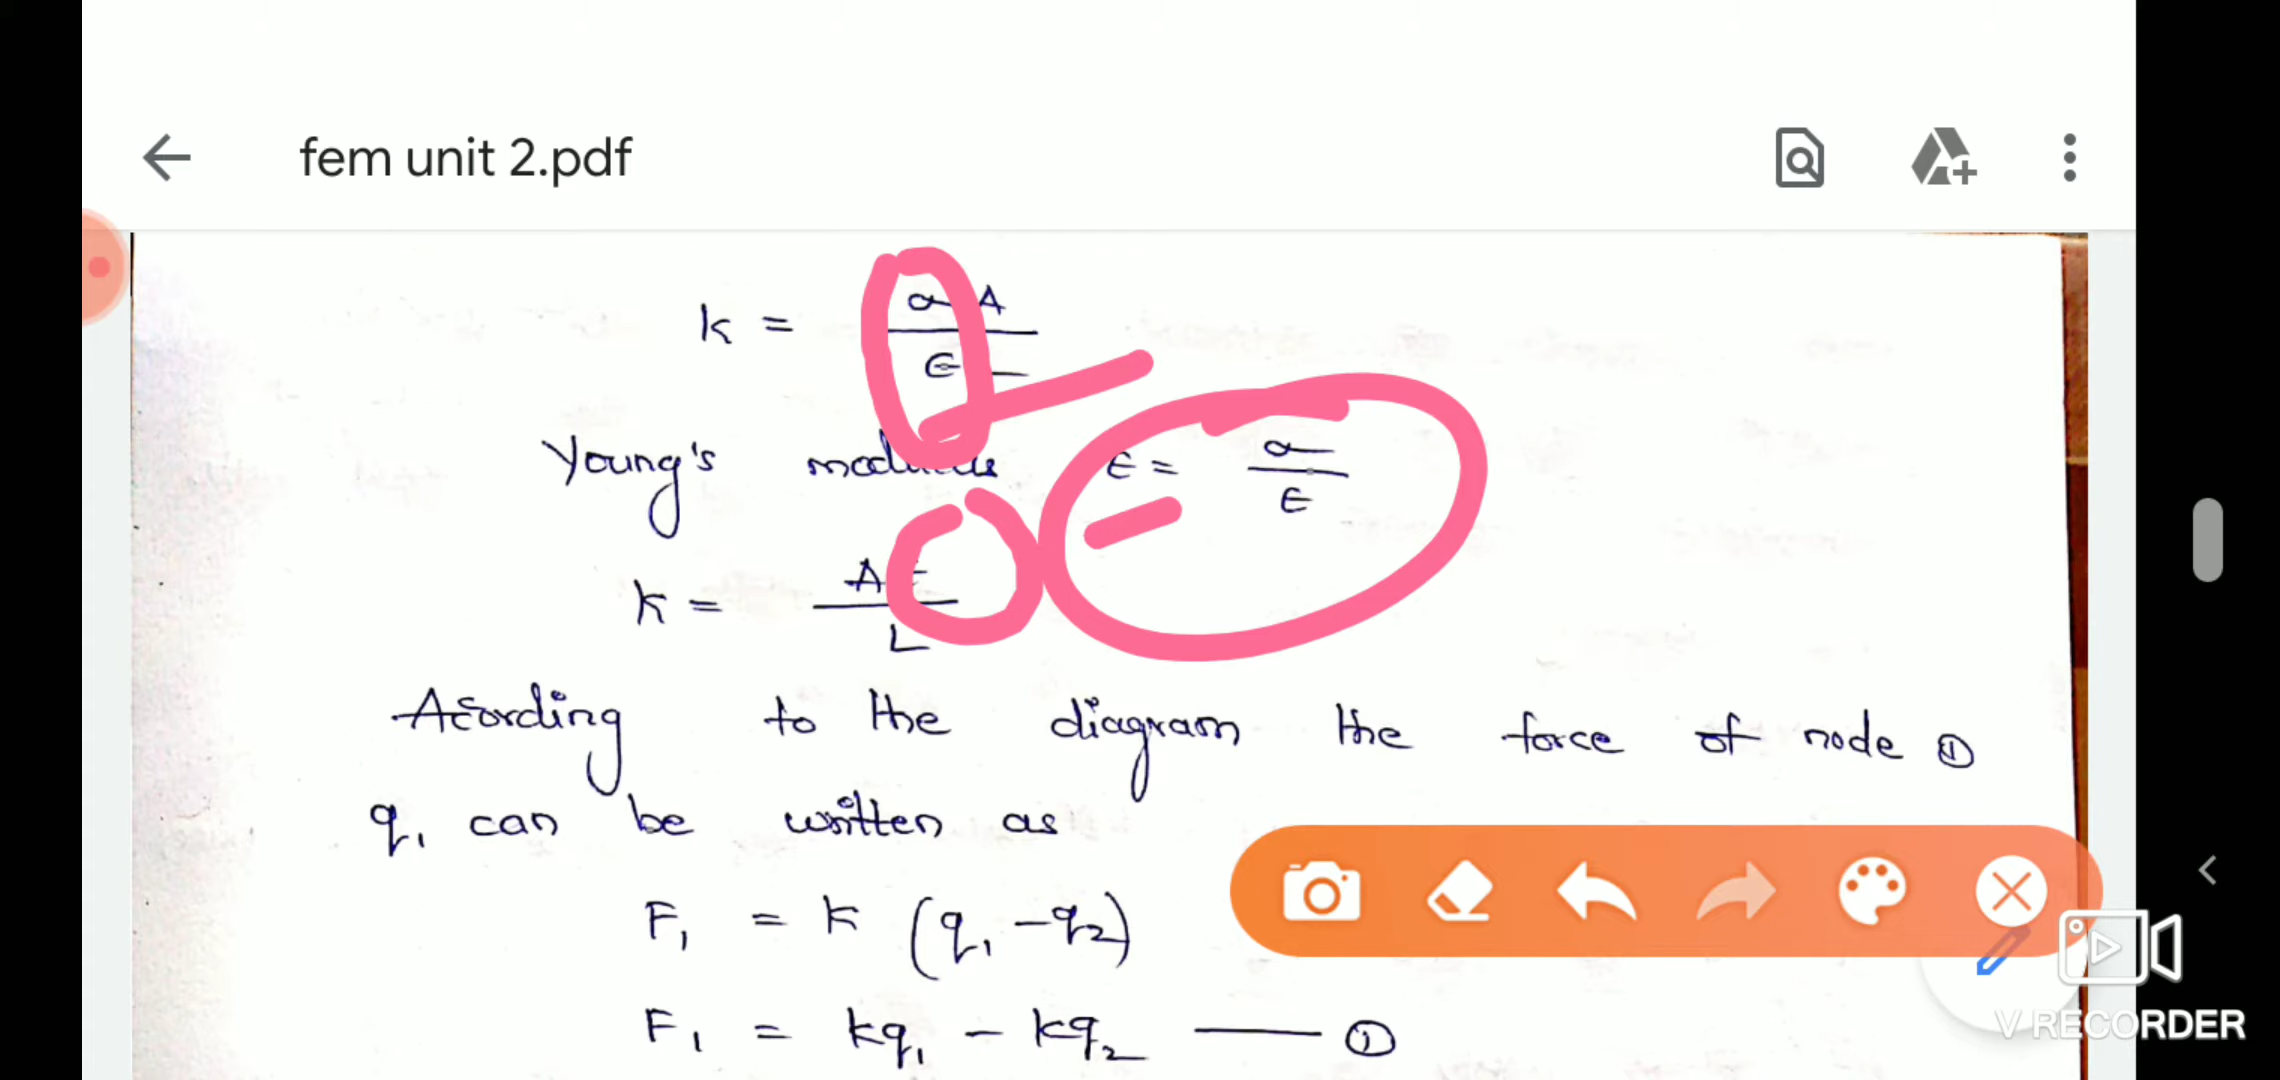 fem unit 2.pdf
k = σA / ϵL
Young's modulus E = σ / ϵ
k = AE / L
Acording to the diagram the force of node ①
q₁ can be written as
F₁ = k (q₁ - q₂)
F₁ = kq₁ - kq₂ — ①
V RECORDER